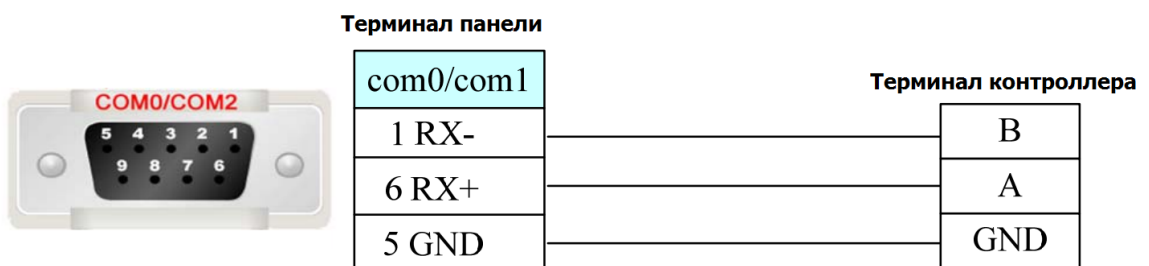 Терминал панели
com0/com1
Терминал контроллера
COM0/COM2
5 4 3 2 1
9 8 7 6
1 RX-
B
6 RX+
A
5 GND
GND